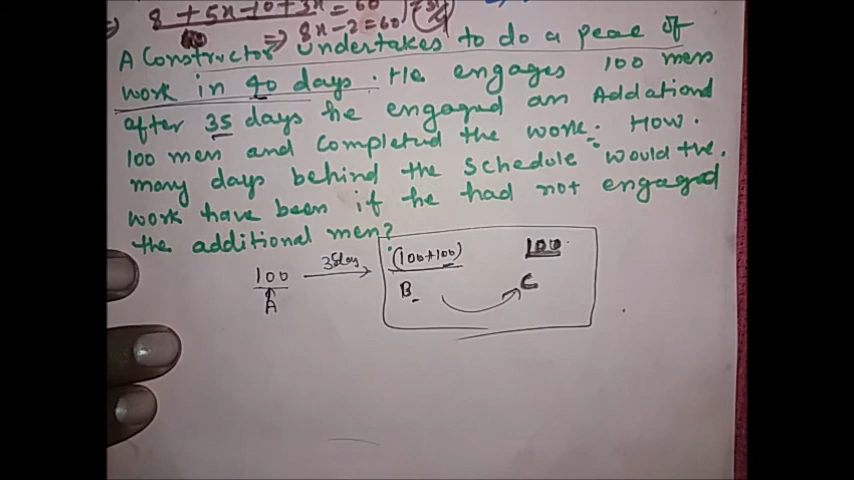 8 + 5x - 10 + 3x = 60
=> 8x - 2 = 60
A Constructor undertakes to do a peace of
work in 40 days. He engages 100 men
after 35 days he engaged an Addational
100 men and completed the work. How.
many days behind the schedule would the.
work have been if he had not engaged
the additional men?
100 35day (100+100) 100
A B C